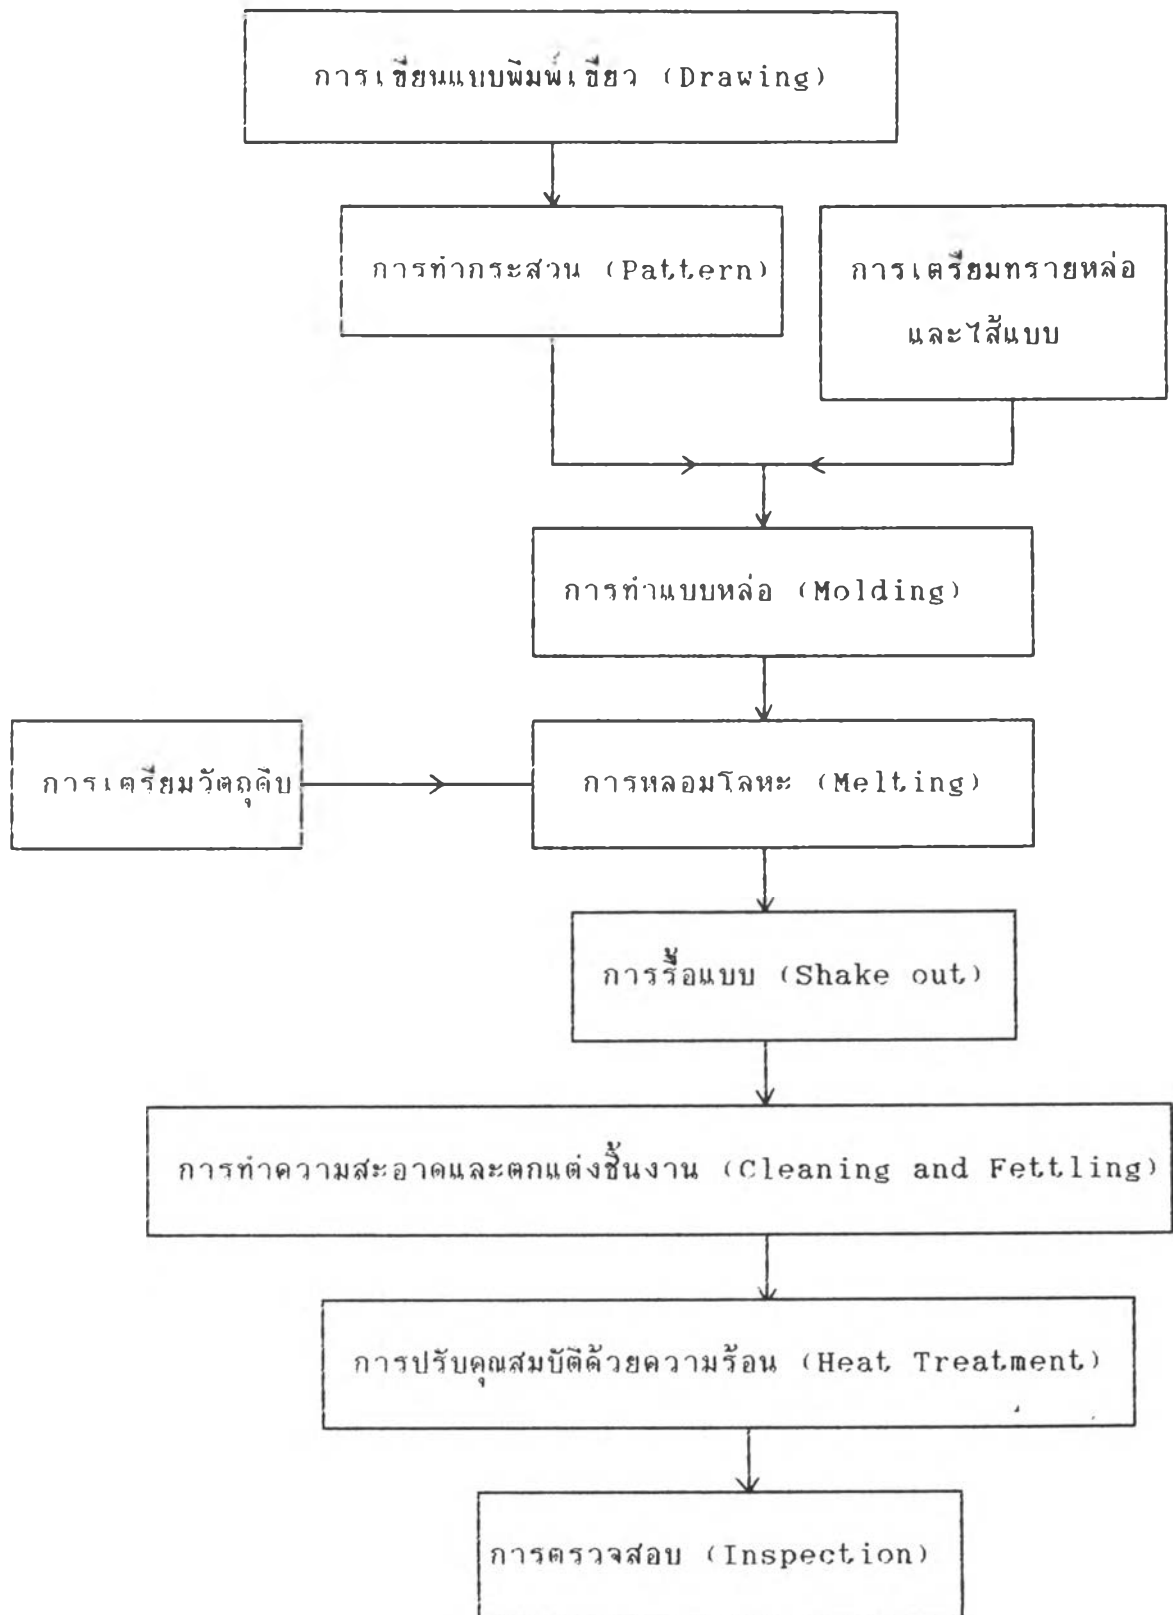 การเขียนแบบพิมพ์เขียว (Drawing)
การทำกระสวน (Pattern)
การเตรียมทรายหล่อ
และไส้แบบ
การทำแบบหล่อ (Molding)
การเตรียมวัตถุดิบ
การหลอมโลหะ (Melting)
การรื้อแบบ (Shake out)
การทำความสะอาดและตกแต่งชิ้นงาน (Cleaning and Fettling)
การปรับคุณสมบัติด้วยความร้อน (Heat Treatment)
การตรวจสอบ (Inspection)